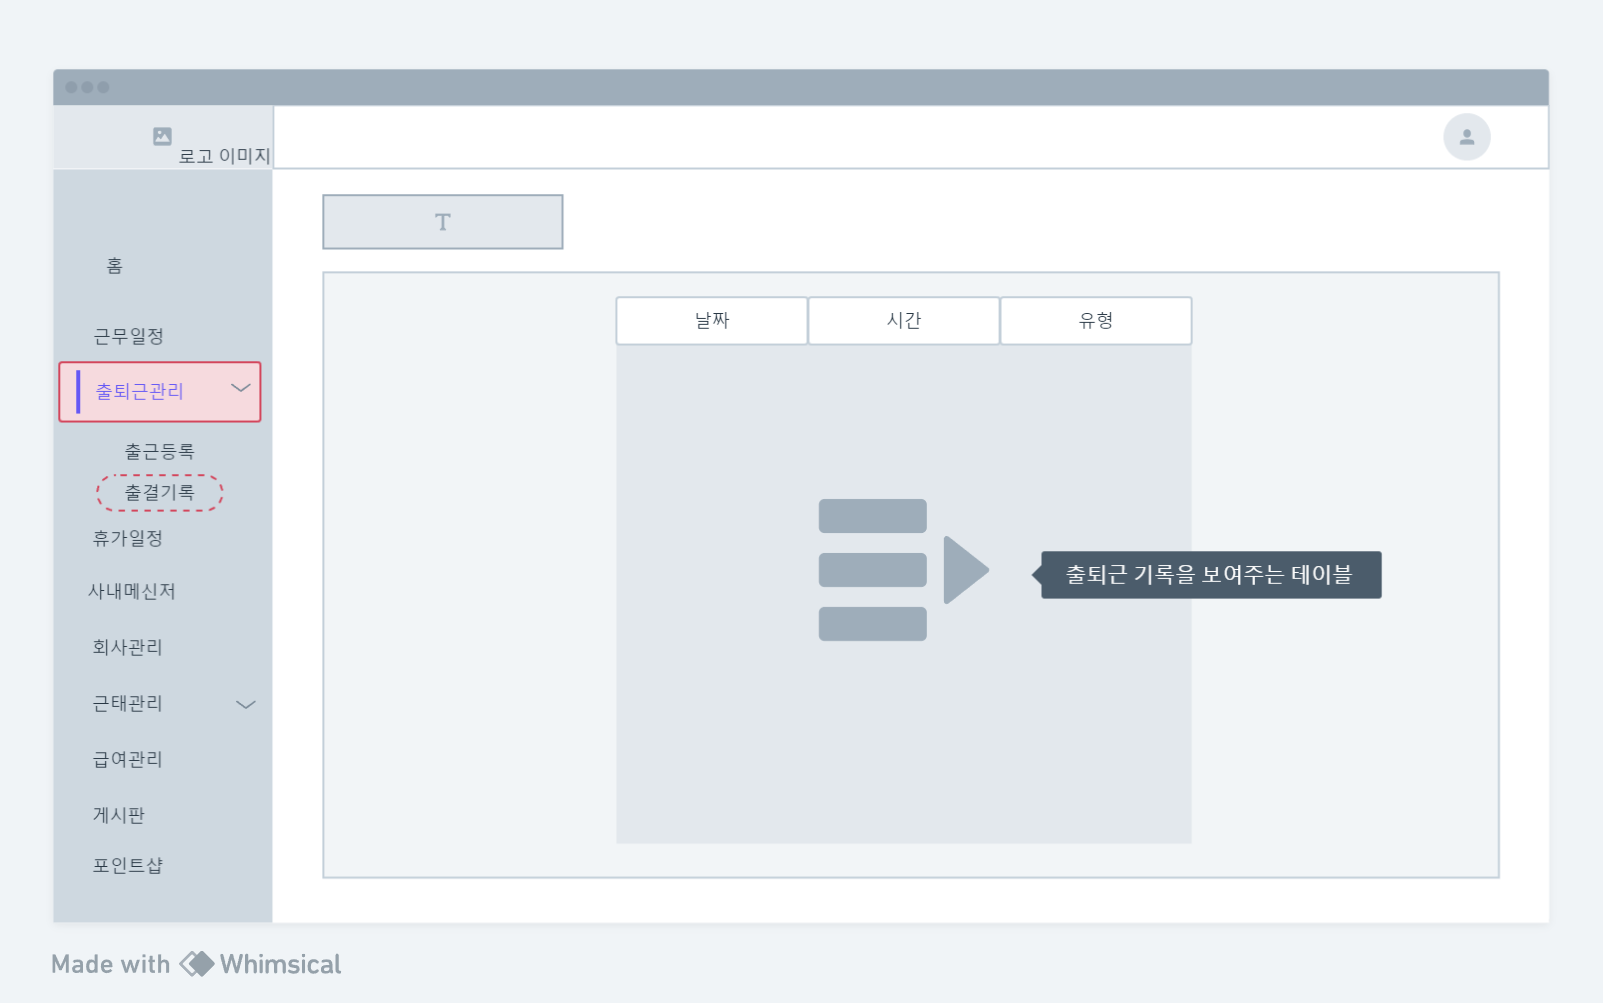 로고 이미지
T
홈
근무일정
출퇴근관리
출근등록
출결기록
휴가일정
사내메신저
회사관리
근태관리
급여관리
게시판
포인트샵
날짜 시간 유형
출퇴근 기록을 보여주는 테이블
Made with Whimsical